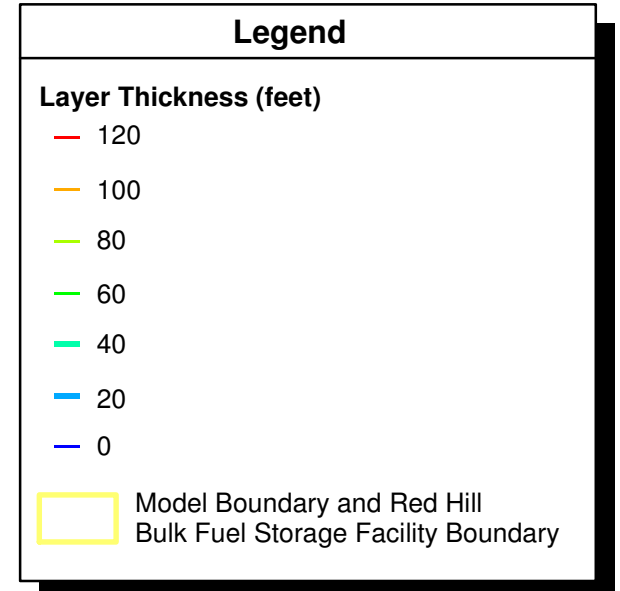 Legend
Layer Thickness (feet)
120
100
80
60
40
20
0
Model Boundary and Red Hill
Bulk Fuel Storage Facility Boundary